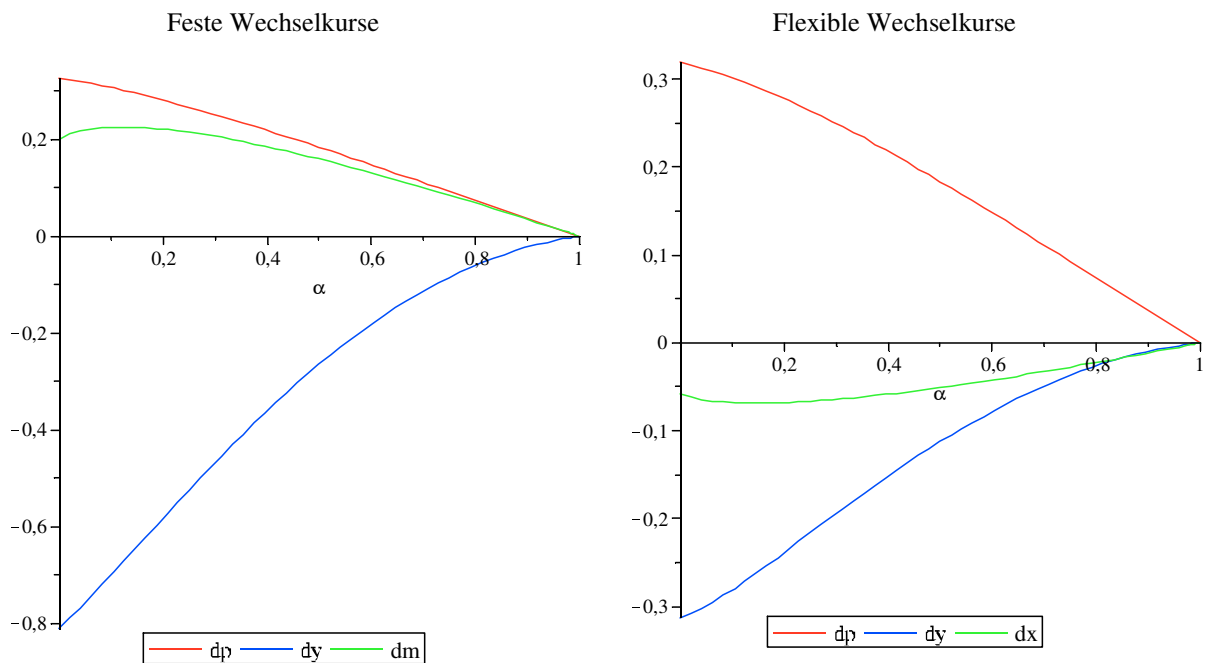 Feste Wechselkurse
0,2
0
0,2 0,4 0,6 0,8 1
α
−0,2
−0,4
−0,6
−0,8
dp dy dm
Flexible Wechselkurse
0,3
0,2
0,1
0
0,2 0,4 0,6 0,8 1
α
−0,1
−0,2
−0,3
dp dy dx